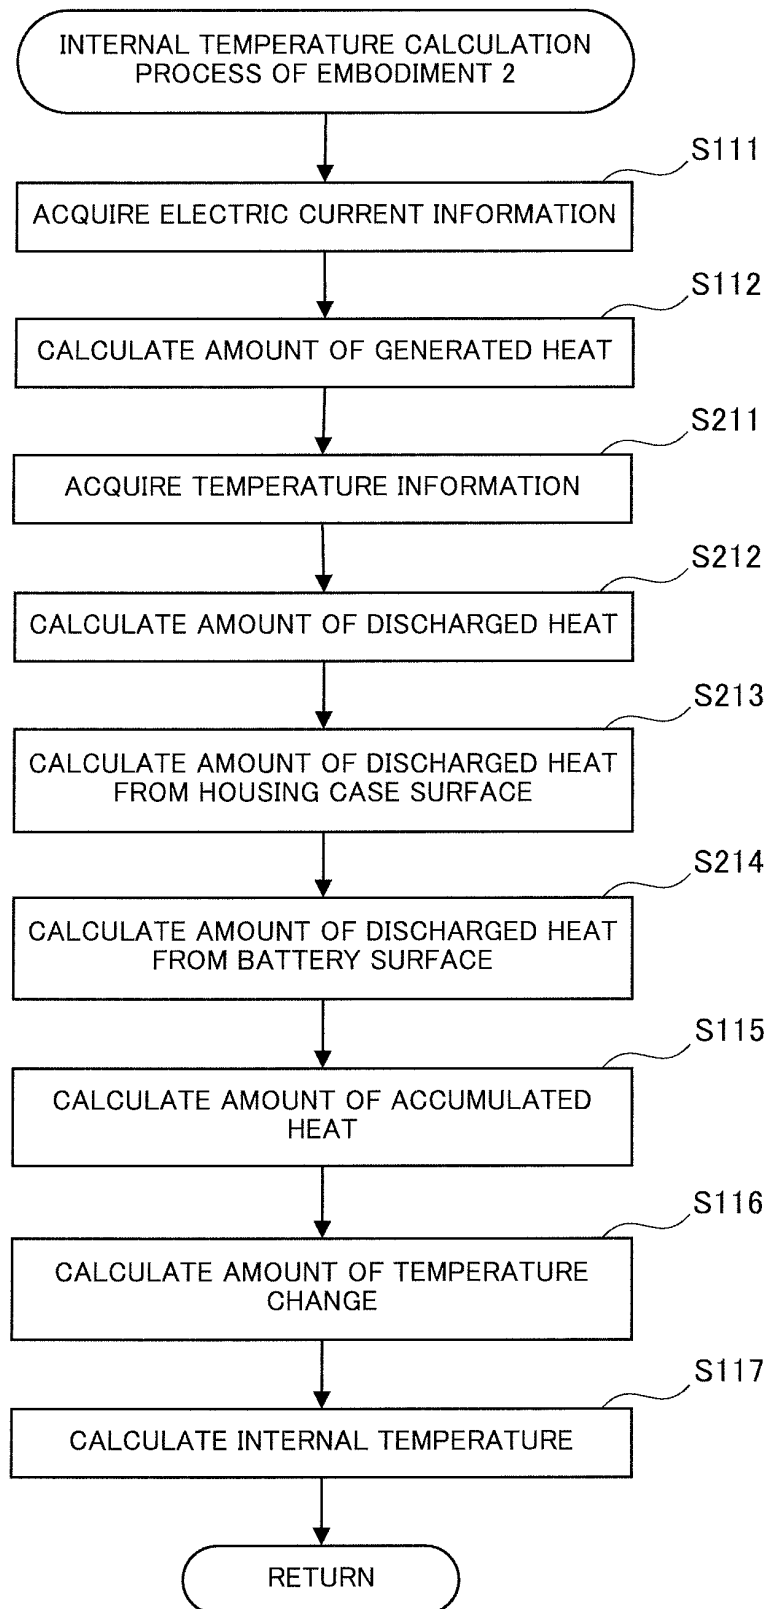 INTERNAL TEMPERATURE CALCULATION
PROCESS OF EMBODIMENT 2
S111
ACQUIRE ELECTRIC CURRENT INFORMATION
S112
CALCULATE AMOUNT OF GENERATED HEAT
S211
ACQUIRE TEMPERATURE INFORMATION
S212
CALCULATE AMOUNT OF DISCHARGED HEAT
S213
CALCULATE AMOUNT OF DISCHARGED HEAT
FROM HOUSING CASE SURFACE
S214
CALCULATE AMOUNT OF DISCHARGED HEAT
FROM BATTERY SURFACE
S115
CALCULATE AMOUNT OF ACCUMULATED
HEAT
S116
CALCULATE AMOUNT OF TEMPERATURE
CHANGE
S117
CALCULATE INTERNAL TEMPERATURE
RETURN